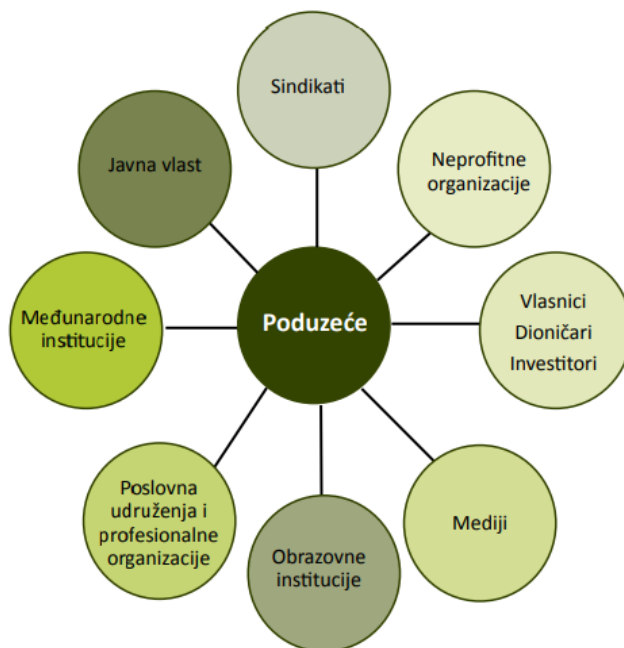 Sindikati
Javna vlast
Neprofitne
organizacije
Međunarodne
institucije
Poduzeće
Vlasnici
Dioničari
Investitori
Poslovna
udruženja i
profesionalne
organizacije
Obrazovne
institucije
Mediji